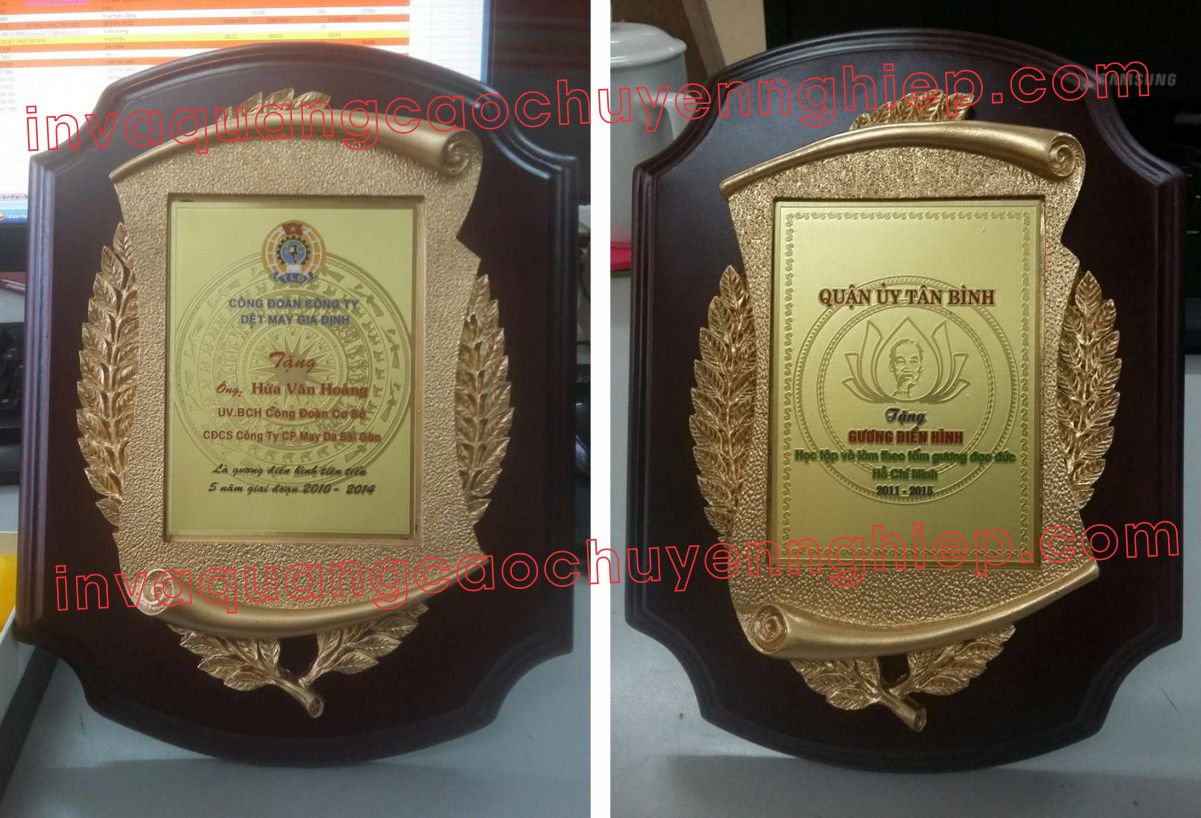 invaquangcaochuyennghiep.com
SAMSUNG
TLĐ
CÔNG ĐOÀN CÔNG TY
DỆT MAY GIA ĐỊNH
Tặng
Ông: Hứa Văn Hoàng
UV.BCH Công Đoàn Cơ Sở
CĐCS Công Ty CP May Da Sài Gòn
Là gương điển hình tiên tiến
5 năm giai đoạn 2010 - 2014
QUẬN ỦY TÂN BÌNH
Tặng
GƯƠNG ĐIỂN HÌNH
Học tập và làm theo tấm gương đạo đức
Hồ Chí Minh
2011 - 2015
invaquangcaochuyennghiep.com